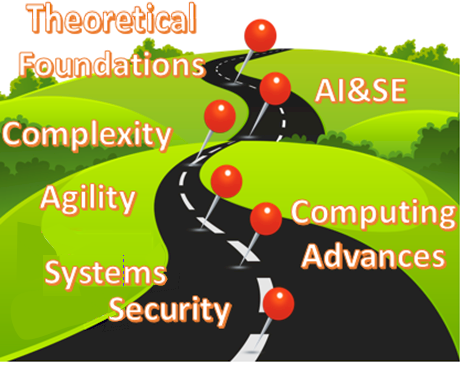 Theoretical
Foundations
AI&SE
Complexity
Agility
Computing
Advances
Systems
Security